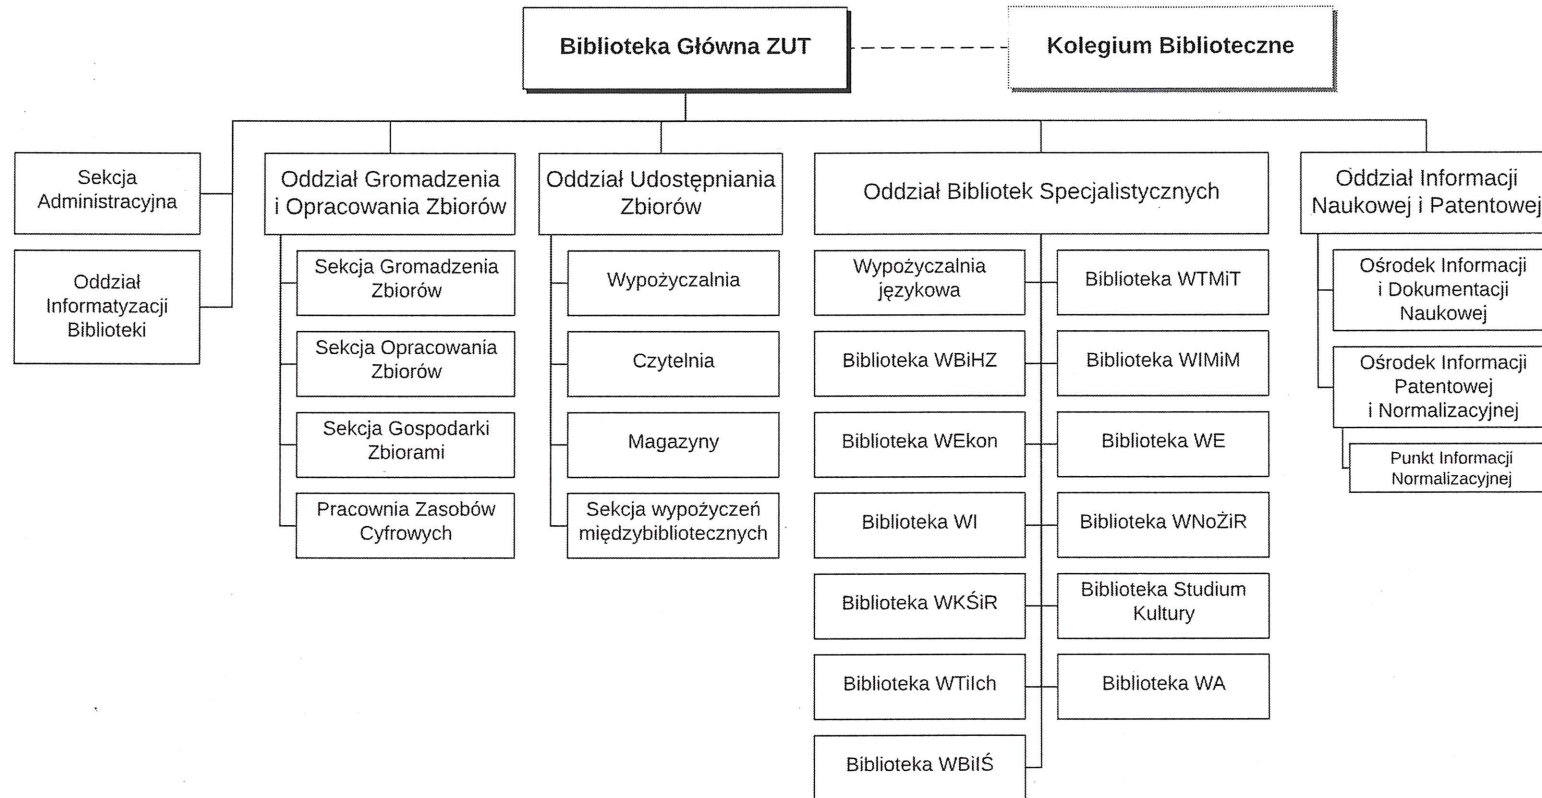 Biblioteka Główna ZUT
Kolegium Biblioteczne
Sekcja
Administracyjna
Oddział
Informatyzacji
Biblioteki
Oddział Gromadzenia
i Opracowania Zbiorów
Sekcja Gromadzenia
Zbiorów
Sekcja Opracowania
Zbiorów
Sekcja Gospodarki
Zbiorami
Pracownia Zasobów
Cyfrowych
Oddział Udostępniania
Zbiorów
Wypożyczalnia
Czytelnia
Magazyny
Sekcja wypożyczeń
międzybibliotecznych
Oddział Bibliotek Specjalistycznych
Wypożyczalnia
językowa
Biblioteka WBiHZ
Biblioteka WEkon
Biblioteka WI
Biblioteka WKŚiR
Biblioteka WTiIch
Biblioteka WBiIŚ
Biblioteka WTMiT
Biblioteka WIMiM
Biblioteka WE
Biblioteka WNoŻiR
Biblioteka Studium
Kultury
Biblioteka WA
Oddział Informacji
Naukowej i Patentowej
Ośrodek Informacji
i Dokumentacji
Naukowej
Ośrodek Informacji
Patentowej
i Normalizacyjnej
Punkt Informacji
Normalizacyjnej